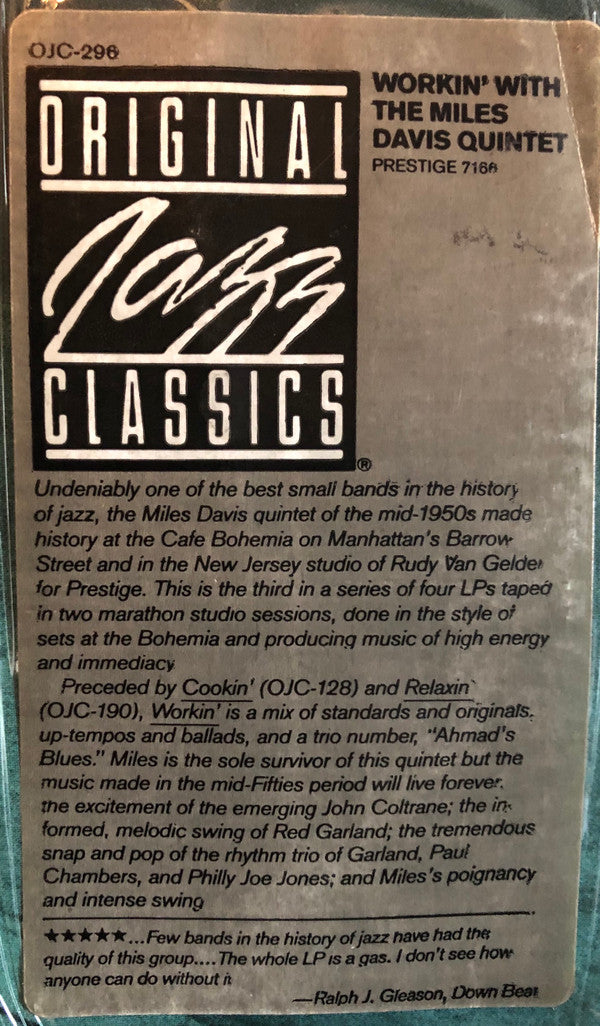 OJC-296
ORIGINAL
Jazz
CLASSICS
®
WORKIN' WITH
THE MILES
DAVIS QUINTET
PRESTIGE 7166
Undeniably one of the best small bands in the history
of jazz, the Miles Davis quintet of the mid-1950s made
history at the Cafe Bohemia on Manhattan's Barrow
Street and in the New Jersey studio of Rudy Van Gelder
for Prestige. This is the third in a series of four LPs taped
in two marathon studio sessions, done in the style of
sets at the Bohemia and producing music of high energy
and immediacy
Preceded by Cookin' (OJC-128) and Relaxin'
(OJC-190), Workin' is a mix of standards and originals,
up-tempos and ballads, and a trio number, "Ahmad's
Blues." Miles is the sole survivor of this quintet but the
music made in the mid-Fifties period will live forever:
the excitement of the emerging John Coltrane; the in-
formed, melodic swing of Red Garland; the tremendous
snap and pop of the rhythm trio of Garland, Paul
Chambers, and Philly Joe Jones; and Miles's poignancy
and intense swing
★★★★★...Few bands in the history of jazz have had the
quality of this group....The whole LP is a gas. I don't see how
anyone can do without it
—Ralph J. Gleason, Down Beat